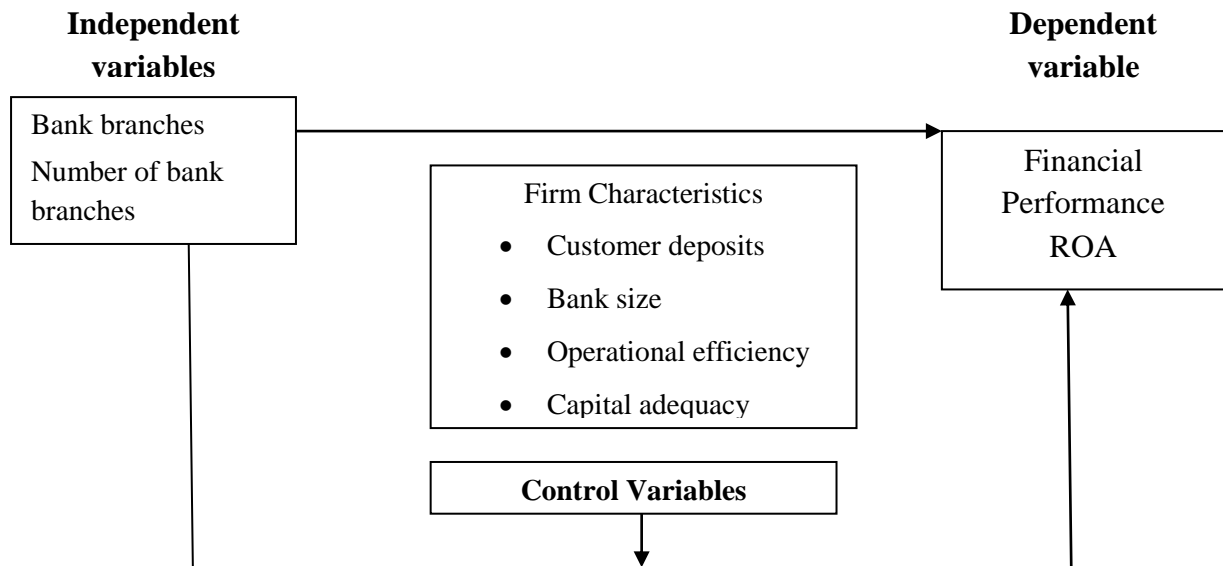 Independent
variables
Dependent
variable
Bank branches
Number of bank
branches
Firm Characteristics
• Customer deposits
• Bank size
• Operational efficiency
• Capital adequacy
Financial
Performance
ROA
Control Variables